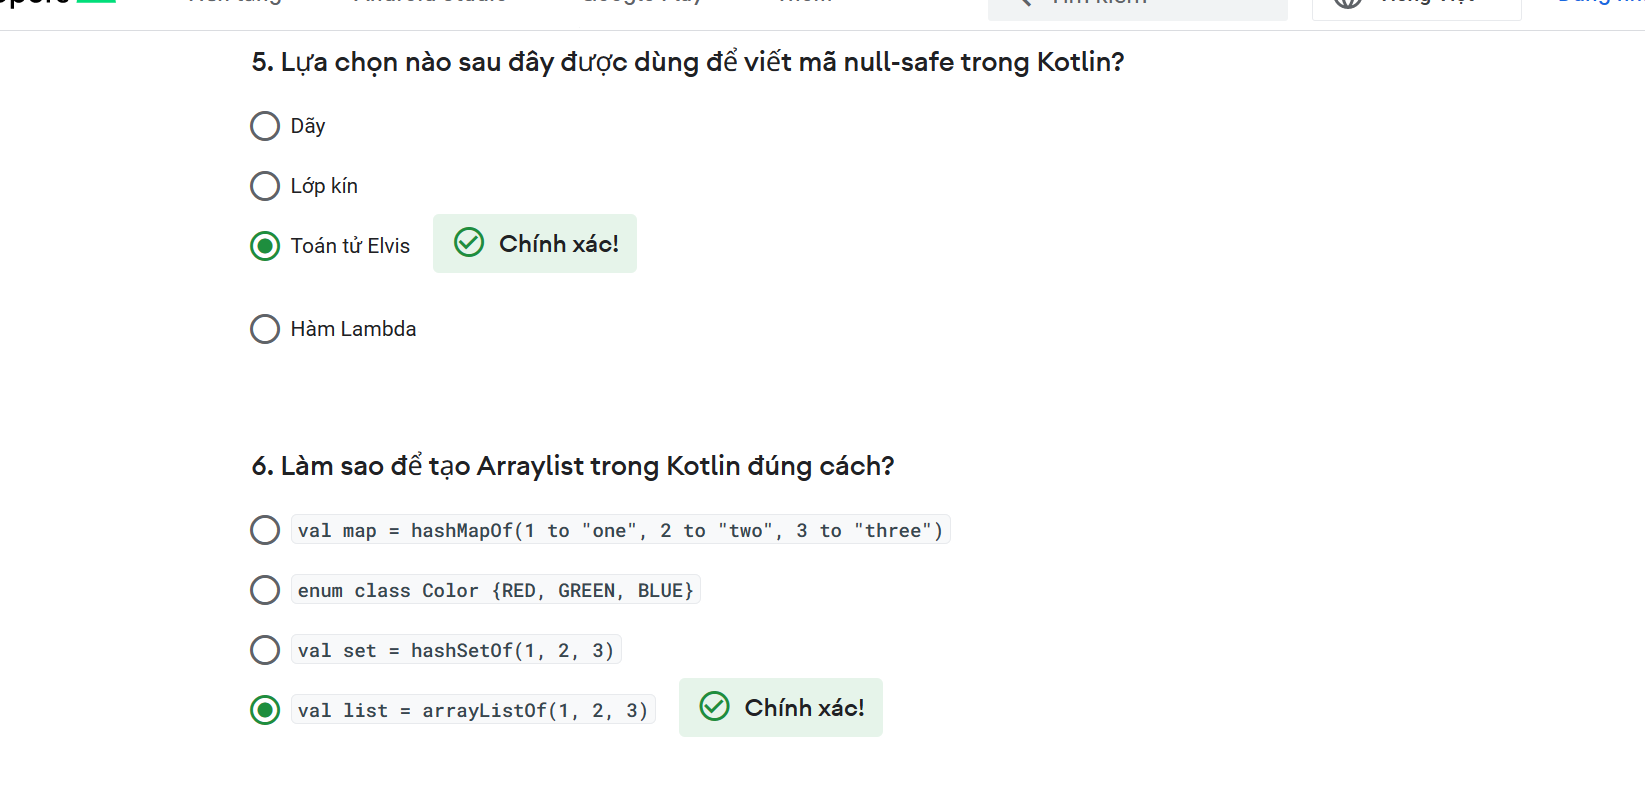 5. Lựa chọn nào sau đây được dùng để viết mã null-safe trong Kotlin?
Dãy
Lớp kín
Toán tử Elvis
Chính xác!
Hàm Lambda
6. Làm sao để tạo Arraylist trong Kotlin đúng cách?
val map = hashMapOf(1 to "one", 2 to "two", 3 to "three")
enum class Color {RED, GREEN, BLUE}
val set = hashSetOf(1, 2, 3)
val list = arrayListOf(1, 2, 3)
Chính xác!